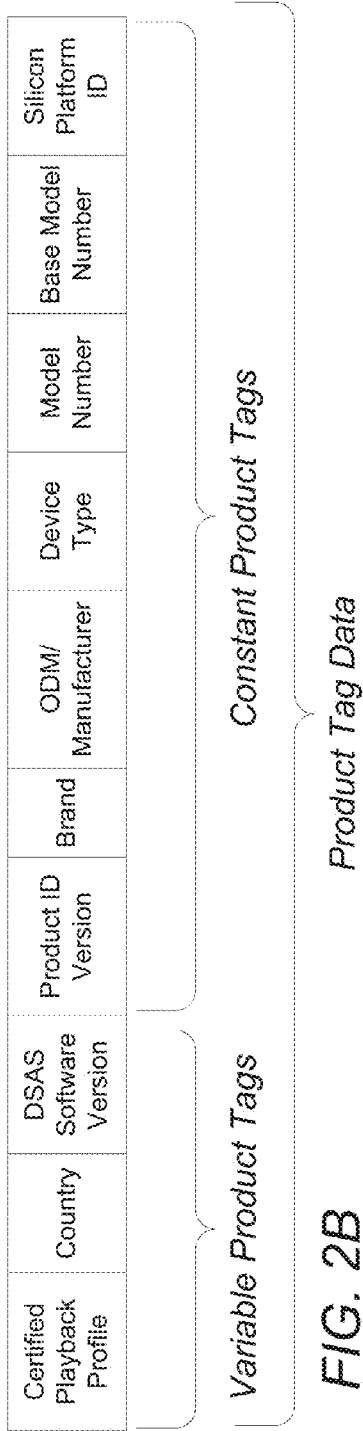 Certified
Playback
Profile
Country
DSAS
Software
Version
Product ID
Version
Brand
ODM/
Manufacturer
Device
Type
Model
Number
Base Model
Number
Silicon
Platform
ID
Variable Product Tags
Constant Product Tags
Product Tag Data
FIG. 2B